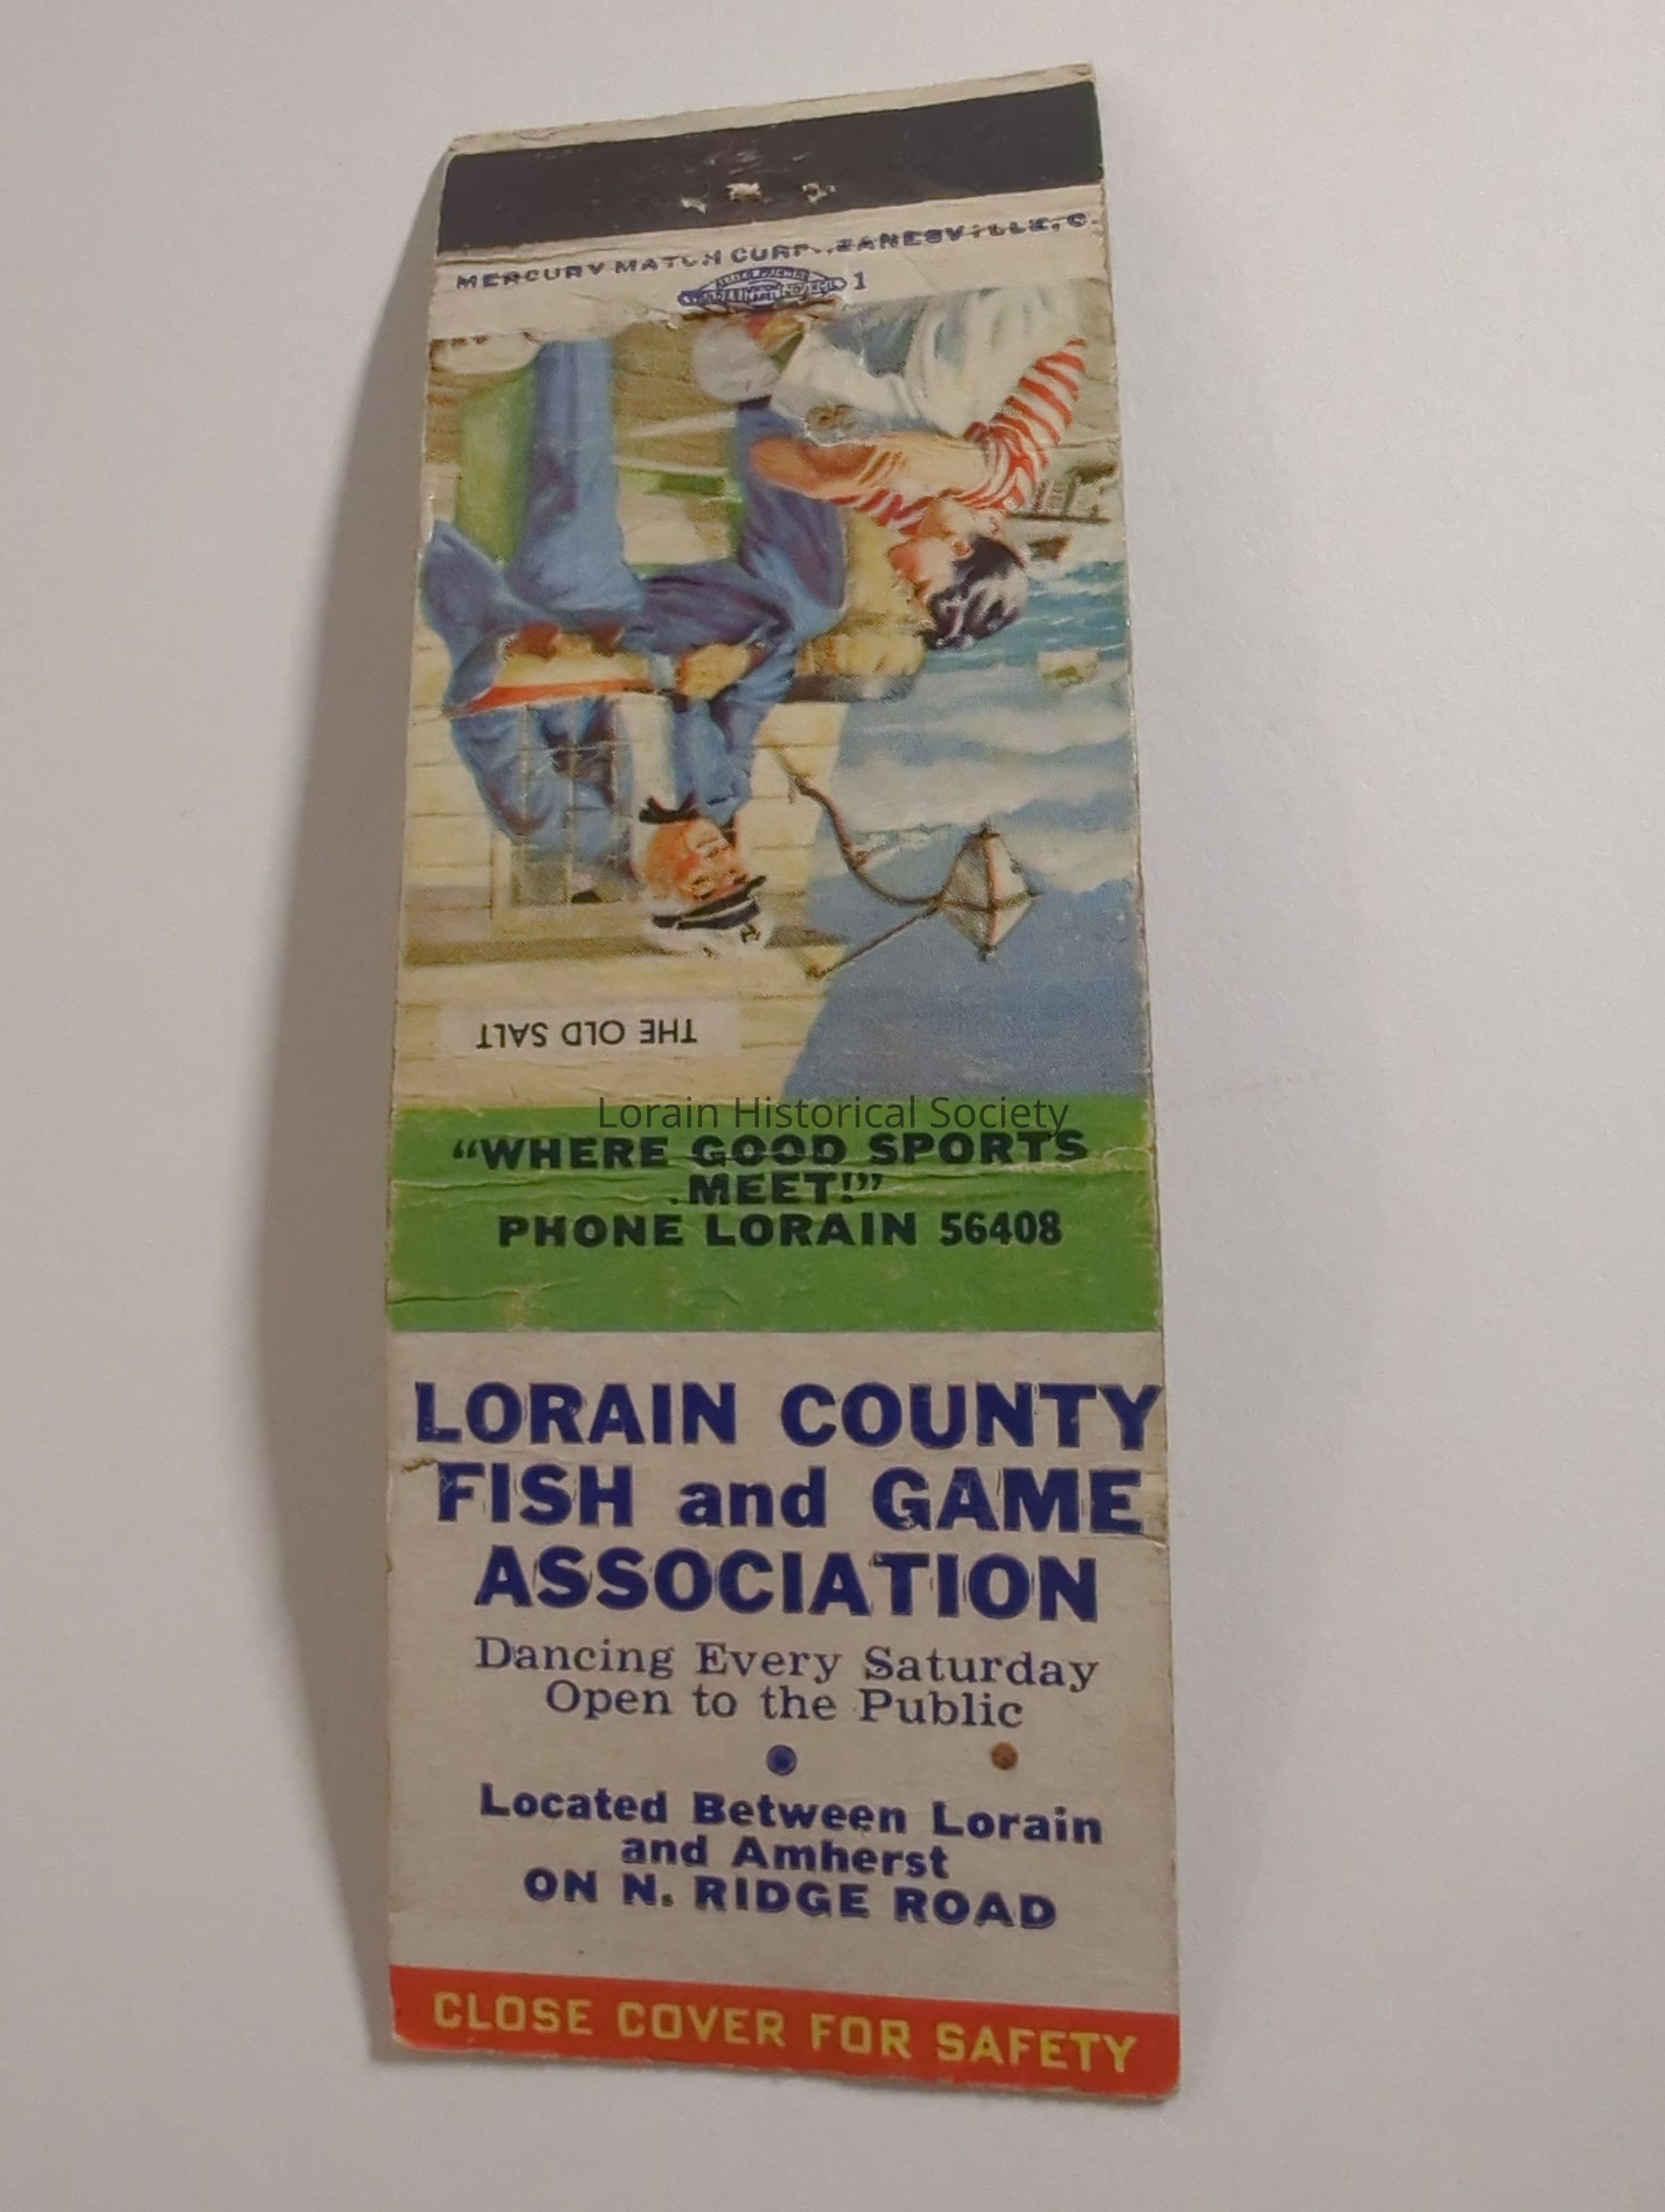 MERCURY MATCH CORP., ZANESVILLE, O.
1
THE OLD SALT
Lorain Historical Society
“WHERE GOOD SPORTS
MEET!”
PHONE LORAIN 56408
LORAIN COUNTY
FISH and GAME
ASSOCIATION
Dancing Every Saturday
Open to the Public
Located Between Lorain
and Amherst
ON N. RIDGE ROAD
CLOSE COVER FOR SAFETY